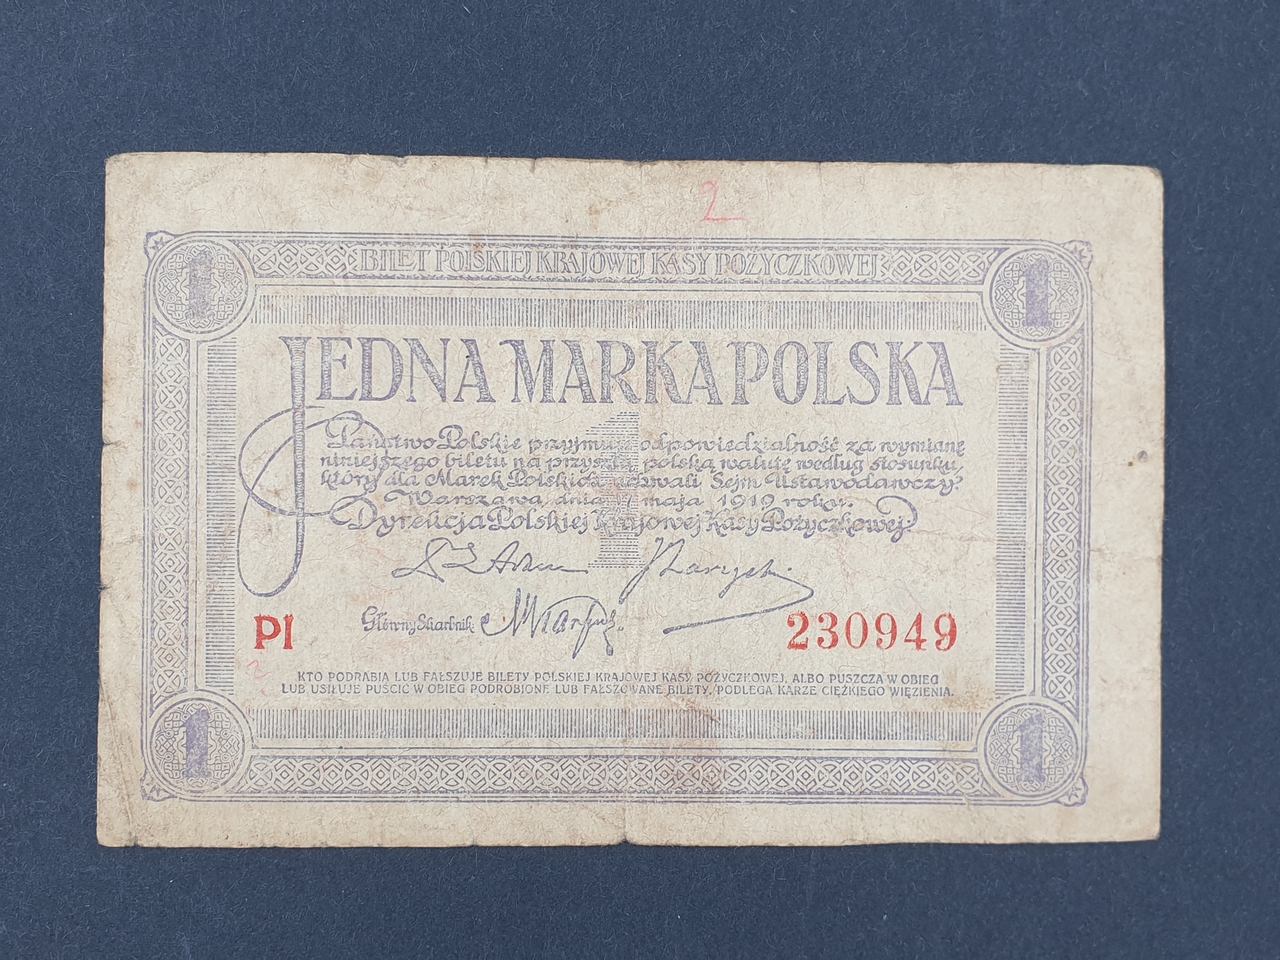 2
BILET POLSKIEJ KRAJOWEJ KASY POŻYCZKOWEJ
1 1
JEDNA MARKA POLSKA
1
Państwo Polskie przyjmuje odpowiedzialność za wymianę
niniejszego biletu na przyszłą polską walutę według stosunku,
który dla Marek Polskich uchwali Sejm Ustawodawczy.
Warszawa, dnia 17 maja 1919 roku.
Dyrekcja Polskiej Krajowej Kasy Pożyczkowej
Główny Skarbnik
PI 230949
2
KTO PODRABIA LUB FAŁSZUJE BILETY POLSKIEJ KRAJOWEJ KASY POŻYCZKOWEJ, ALBO PUSZCZA W OBIEG
LUB USIŁUJE PUŚCIĆ W OBIEG PODROBIONE LUB FAŁSZOWANE BILETY, PODLEGA KARZE CIĘŻKIEGO WIĘZIENIA.
1 1